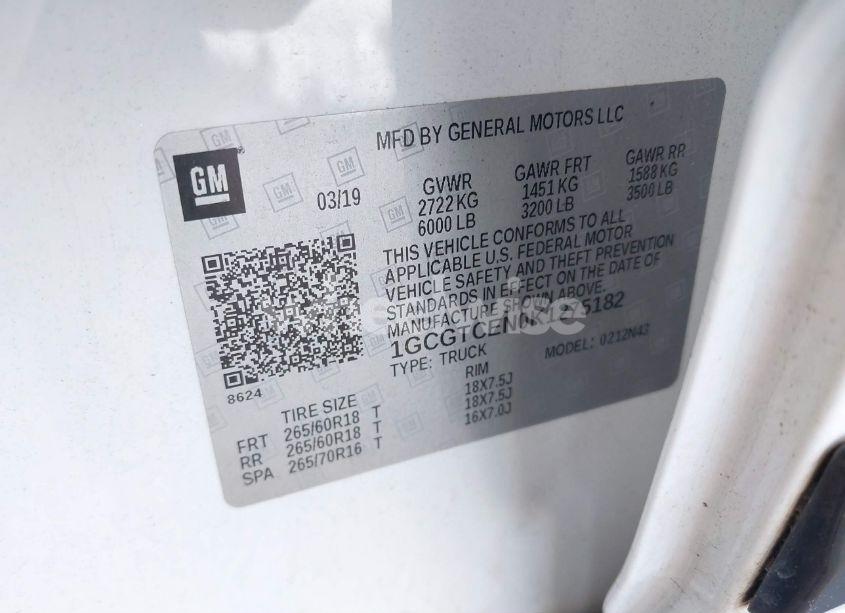 MFD BY GENERAL MOTORS LLC
GM
03/19
GVWR GAWR FRT GAWR RR
2722 KG 1451 KG 1588 KG
6000 LB 3200 LB 3500 LB
THIS VEHICLE CONFORMS TO ALL
APPLICABLE U.S. FEDERAL MOTOR
VEHICLE SAFETY AND THEFT PREVENTION
STANDARDS IN EFFECT ON THE DATE OF
MANUFACTURE SHOWN ABOVE.
TYPE: TRUCK MODEL: 0212N43
8624
TIRE SIZE RIM
FRT 265/60R18 T 18X7.5J
RR 265/60R18 T 18X7.5J
SPA 265/70R16 T 16X7.0J